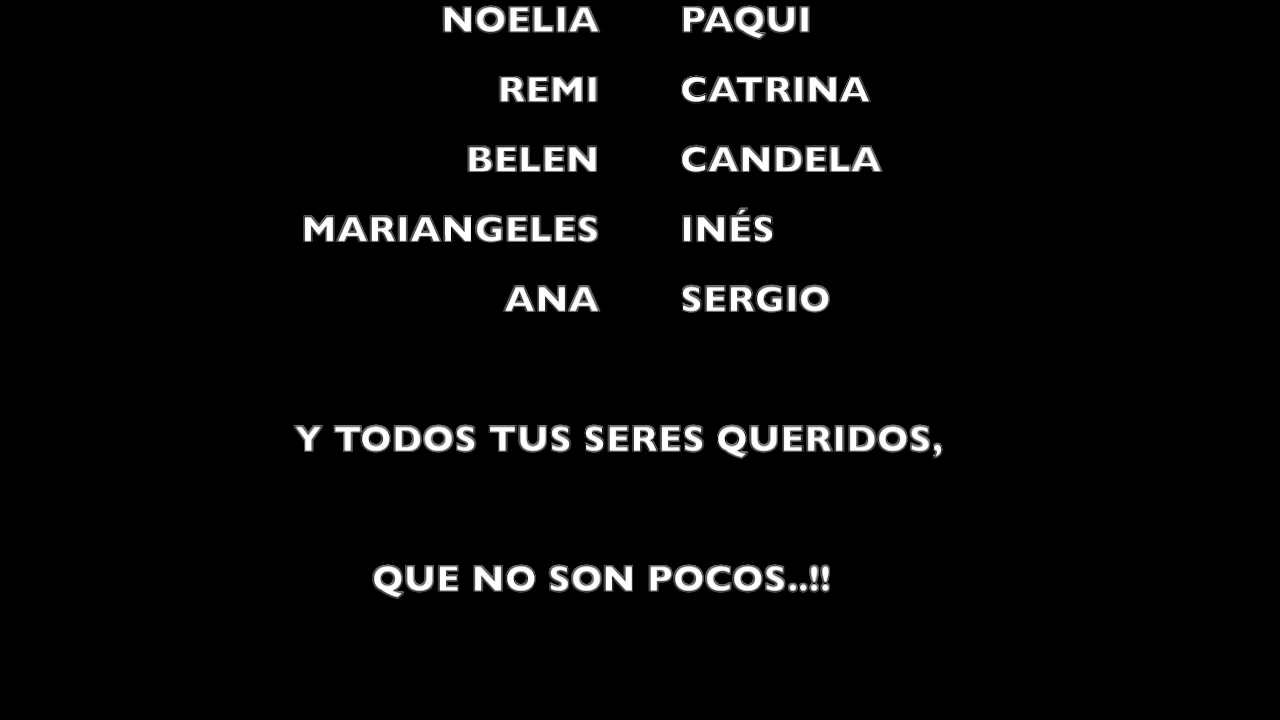 NOELIA PAQUI
REMI CATRINA
BELEN CANDELA
MARIANGELES INÉS
ANA SERGIO
Y TODOS TUS SERES QUERIDOS,
QUE NO SON POCOS..!!